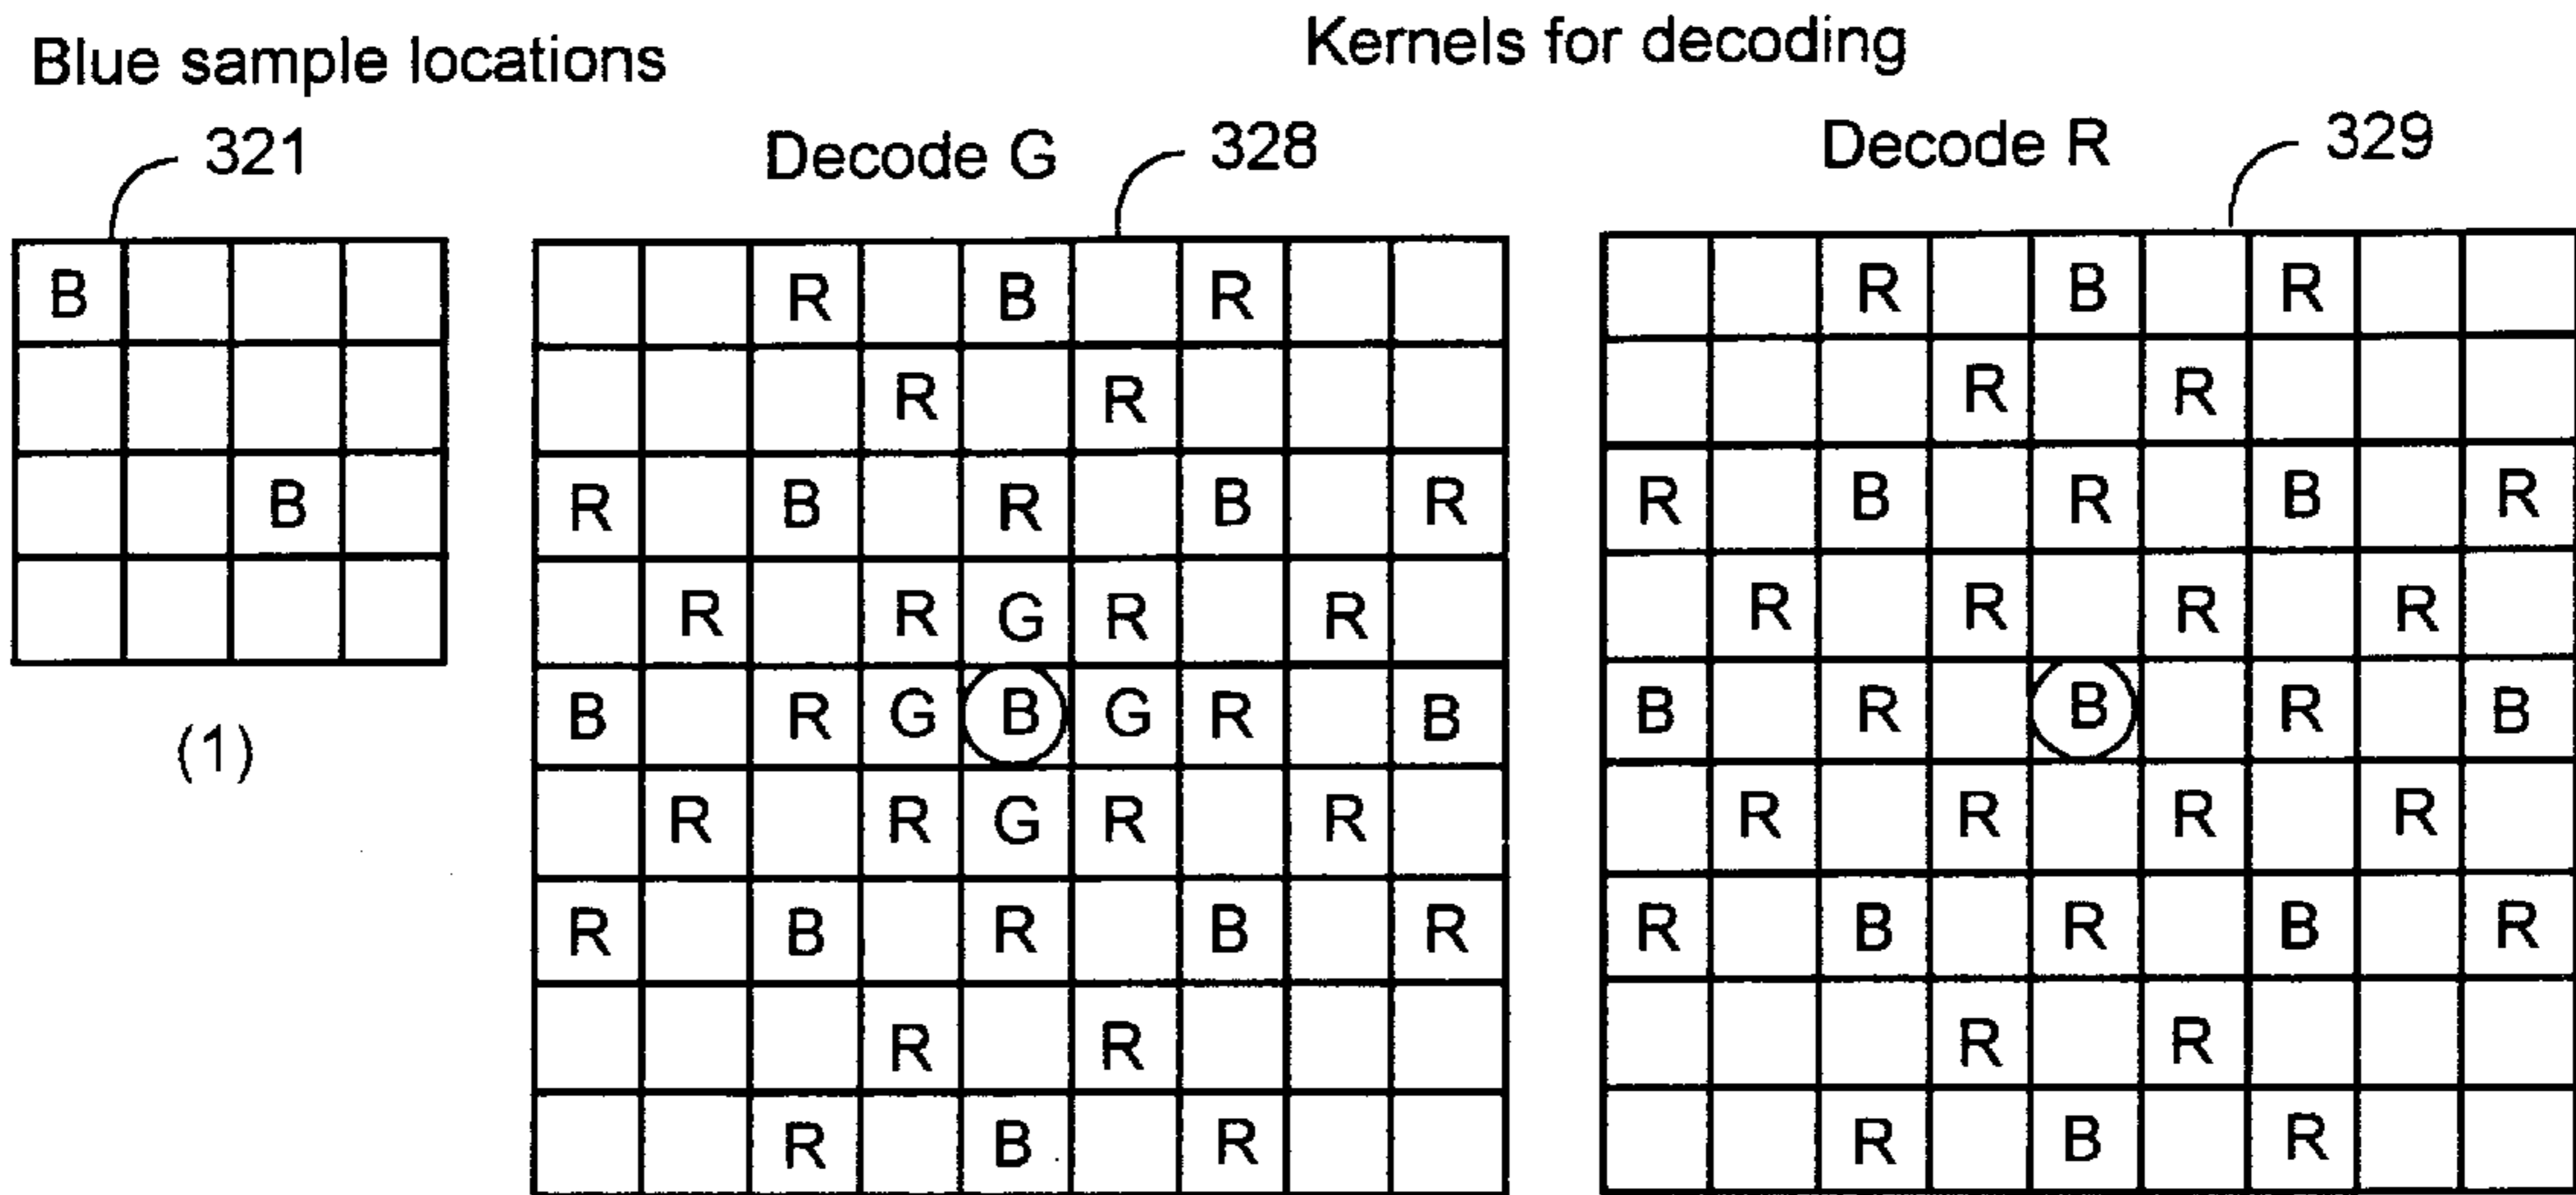 Blue sample locations
Kernels for decoding
321
Decode G
328
Decode R
329
B
B
(1)
R B R
R R
R B R B R
R R G R R
B R G B G R B
R R G R R
R B R B R
R R
R B R
R B R
R R
R B R B R
R R R R
B R B R B
R R R R
R B R B R
R R
R B R